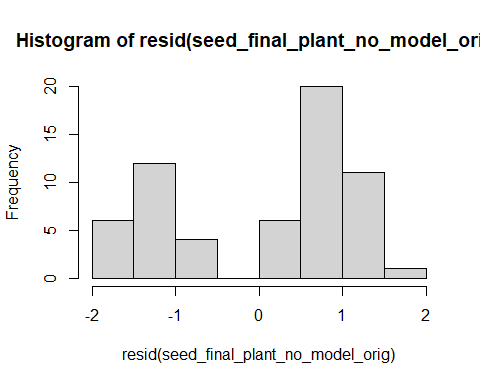 Histogram of resid(seed_final_plant_no_model_ori
Frequency
20
15
10
5
0
-2 -1 0 1 2
resid(seed_final_plant_no_model_orig)